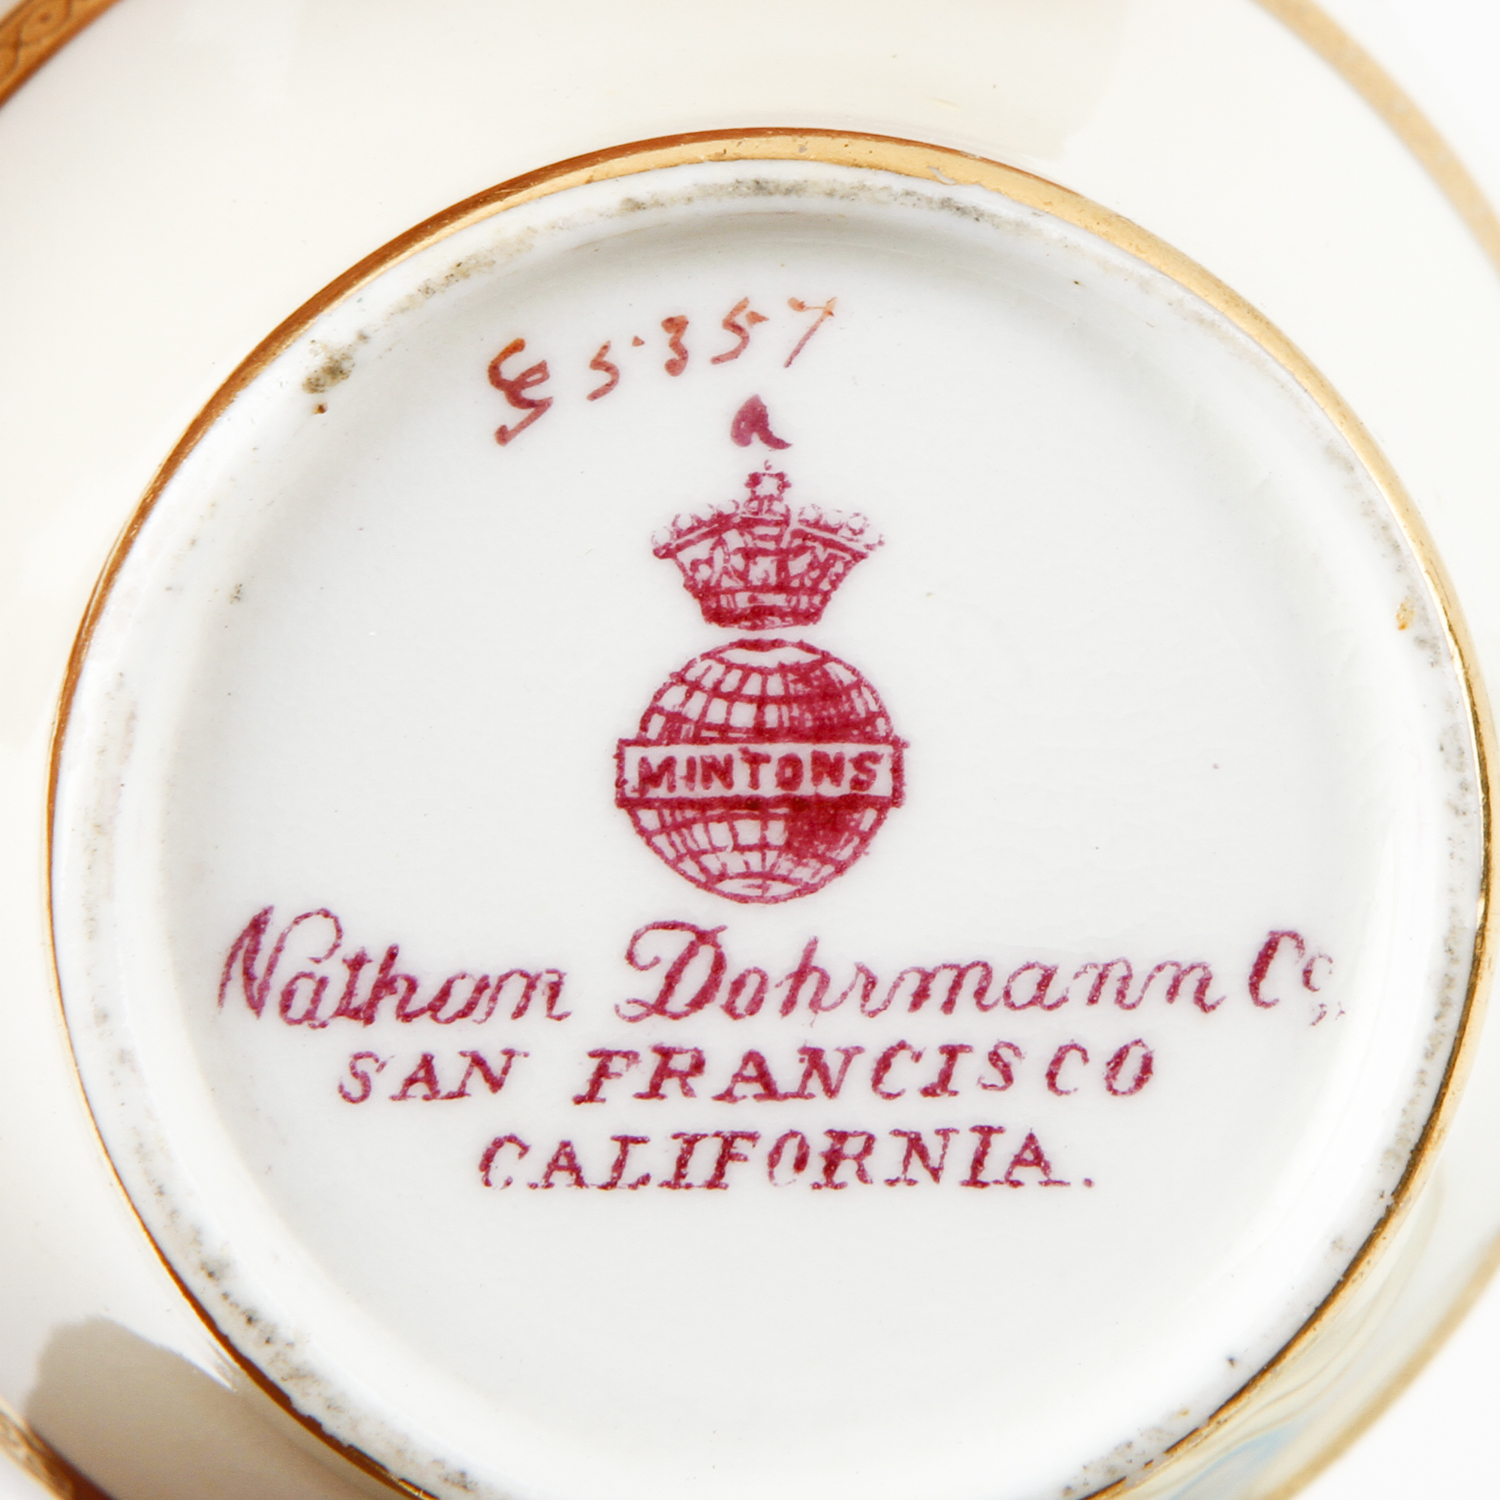 G5357
a
MINTONS
Nathan Dohrmann Co,
SAN FRANCISCO
CALIFORNIA.